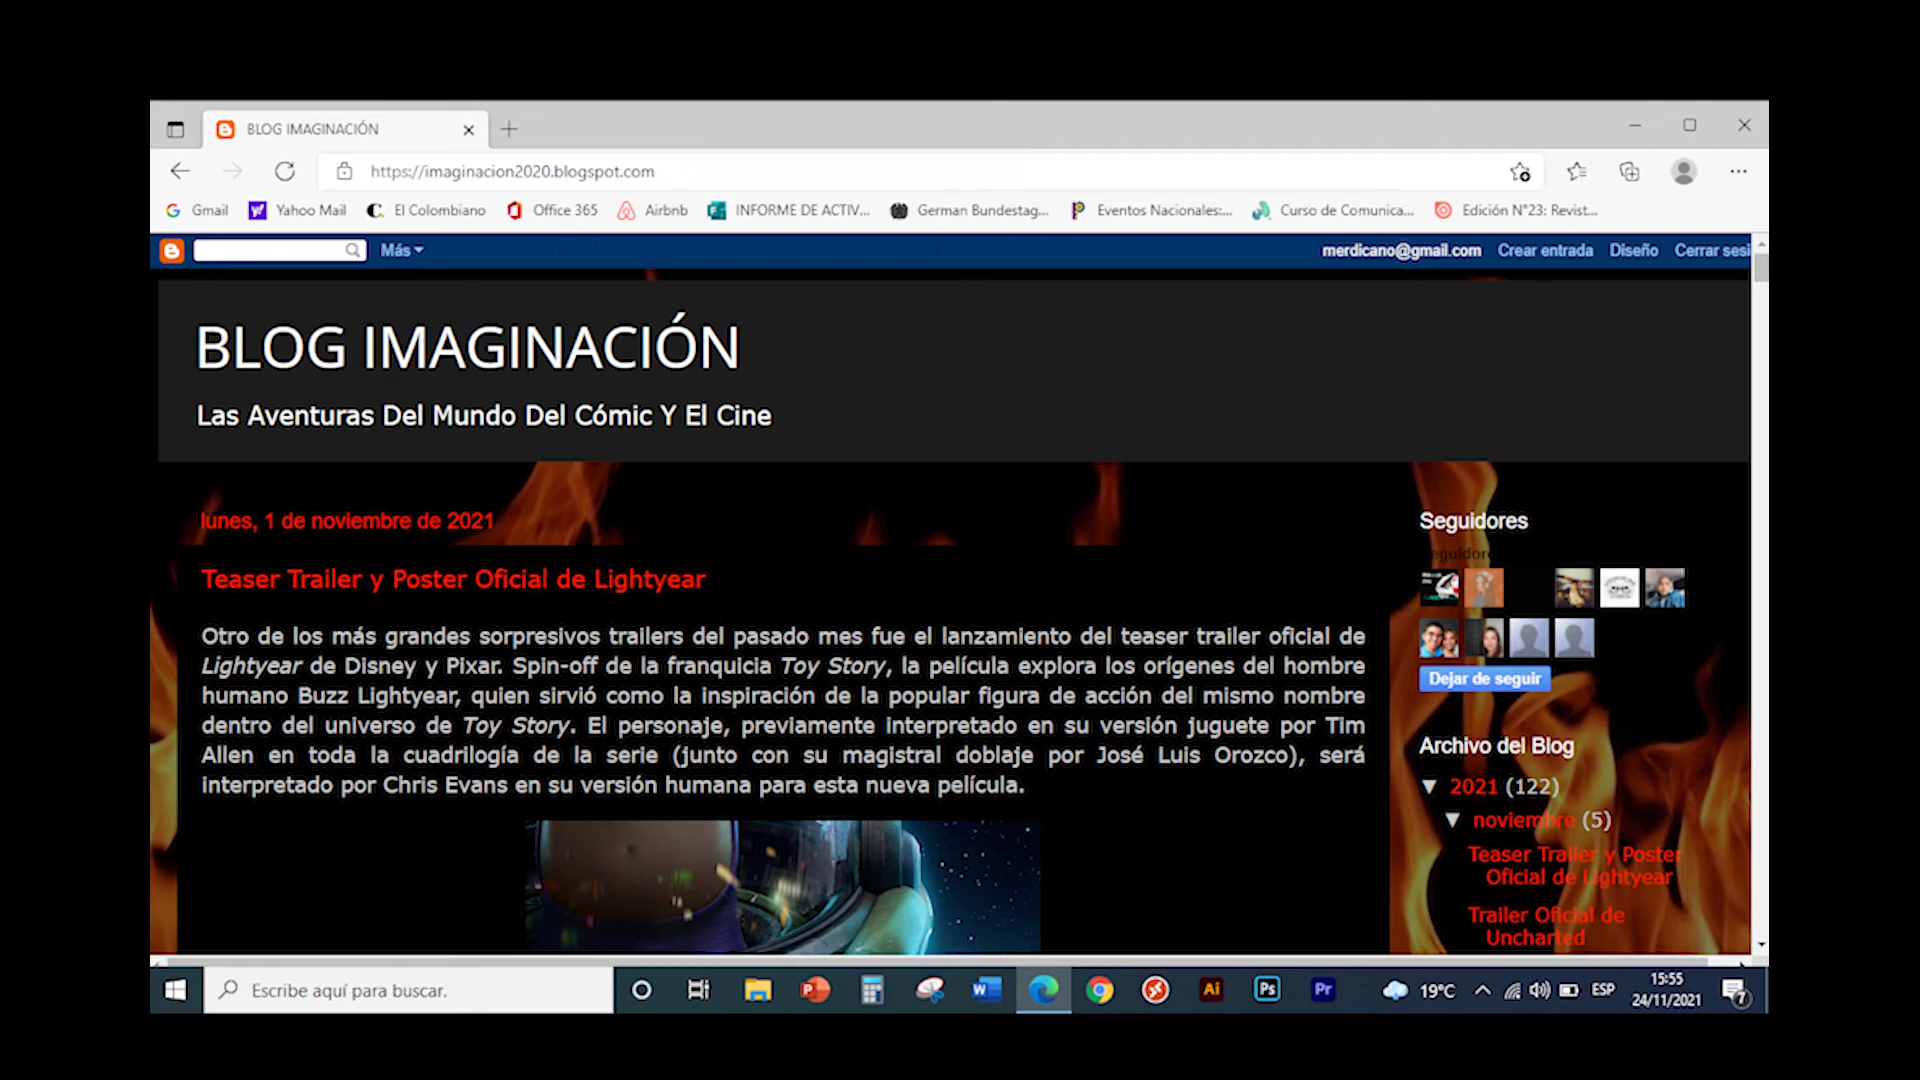 BLOG IMAGINACIÓN
https://imaginacion2020.blogspot.com
Gmail Yahoo Mail El Colombiano Office 365 Airbnb INFORME DE ACTIV... German Bundestag... Eventos Nacionales:... Curso de Comunica... Edición N°23: Revist...
Más merdicano@gmail.com Crear entrada Diseño Cerrar sesi
BLOG IMAGINACIÓN
Las Aventuras Del Mundo Del Cómic Y El Cine
lunes, 1 de noviembre de 2021
Teaser Trailer y Poster Oficial de Lightyear
Otro de los más grandes sorpresivos trailers del pasado mes fue el lanzamiento del teaser trailer oficial de
Lightyear de Disney y Pixar. Spin-off de la franquicia Toy Story, la película explora los orígenes del hombre
humano Buzz Lightyear, quien sirvió como la inspiración de la popular figura de acción del mismo nombre
dentro del universo de Toy Story. El personaje, previamente interpretado en su versión juguete por Tim
Allen en toda la cuadrilogía de la serie (junto con su magistral doblaje por José Luis Orozco), será
interpretado por Chris Evans en su versión humana para esta nueva película.
Seguidores
Dejar de seguir
Archivo del Blog
▼ 2021 (122)
▼ noviembre (5)
Teaser Trailer y Poster
Oficial de Lightyear
Trailer Oficial de
Uncharted
Escribe aquí para buscar. Ai Ps Pr 19°C ESP
15:55
24/11/2021
7